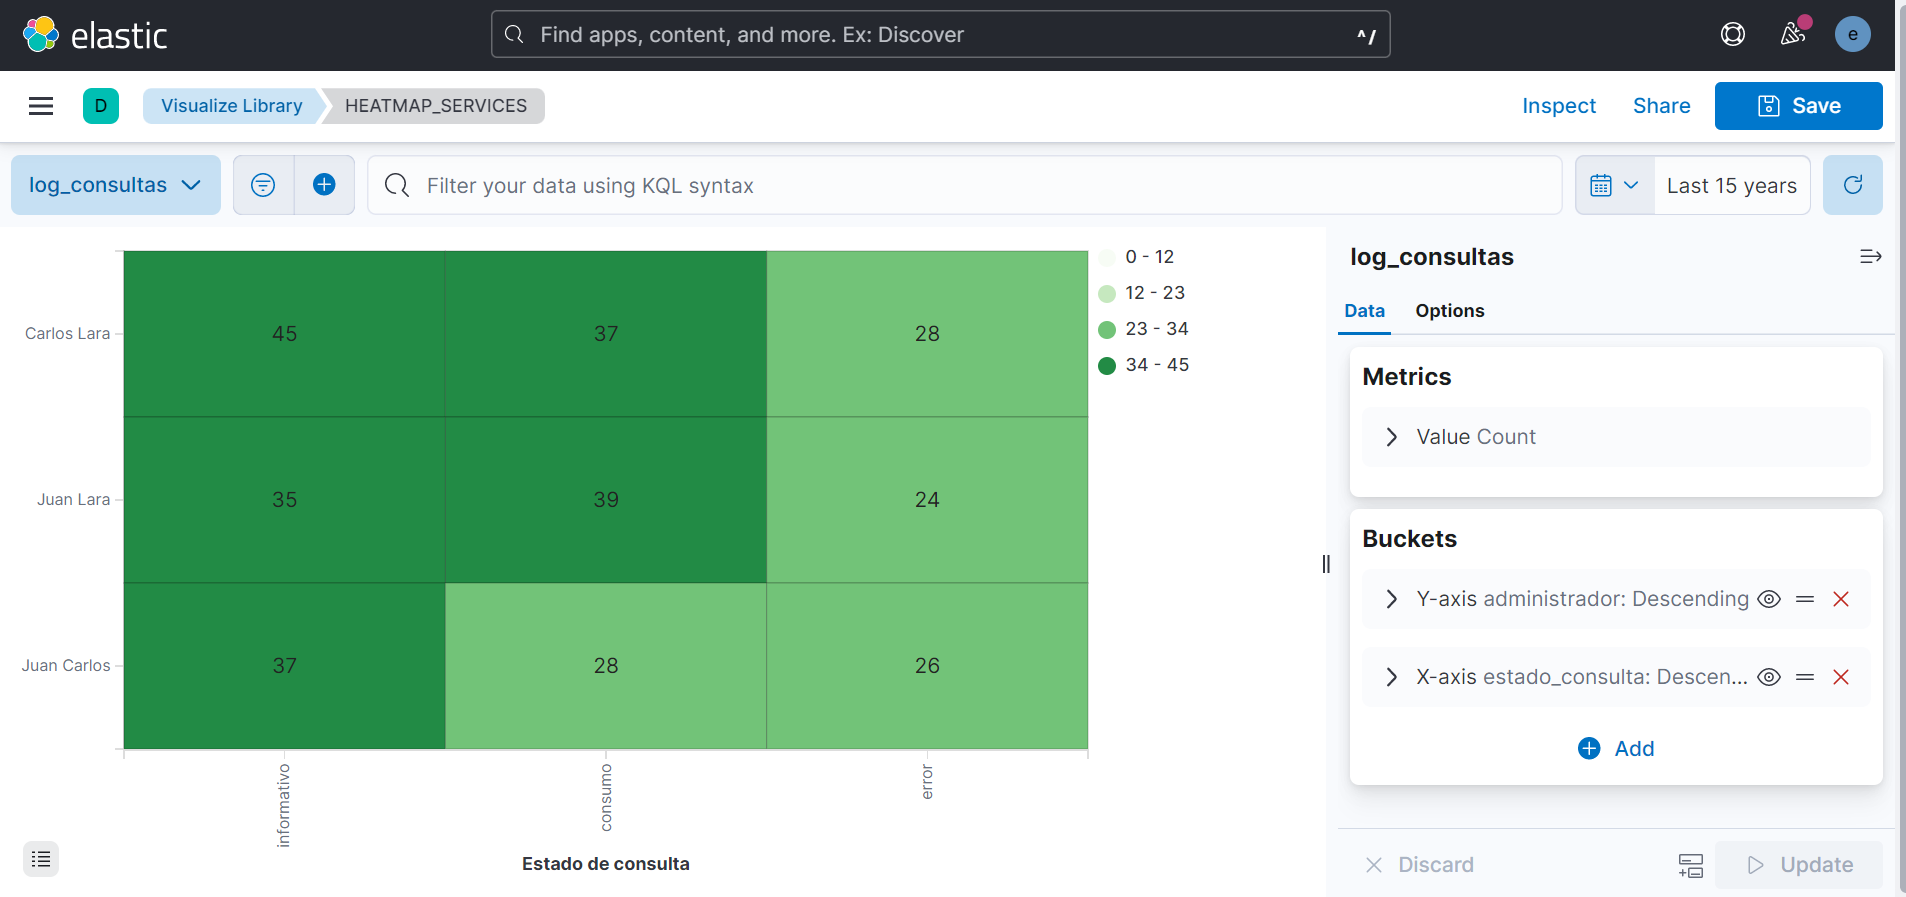 elastic
Find apps, content, and more. Ex: Discover
^/
e
D
Visualize Library
HEATMAP_SERVICES
Inspect
Share
Save
log_consultas
Filter your data using KQL syntax
Last 15 years
Carlos Lara
45
37
28
Juan Lara
35
39
24
Juan Carlos
37
28
26
informativo
consumo
error
Estado de consulta
0 - 12
12 - 23
23 - 34
34 - 45
log_consultas
Data
Options
Metrics
Value Count
Buckets
Y-axis administrador: Descending
X-axis estado_consulta: Descen...
Add
Discard
Update